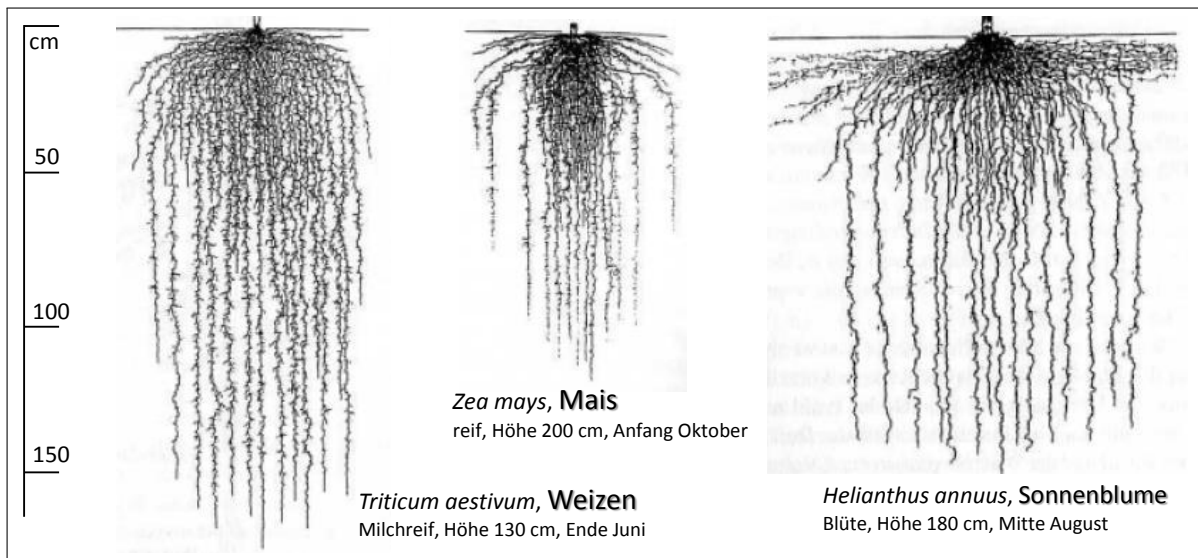 cm
50
100
150
Zea mays, Mais
reif, Höhe 200 cm, Anfang Oktober
Triticum aestivum, Weizen
Milchreif, Höhe 130 cm, Ende Juni
Helianthus annuus, Sonnenblume
Blüte, Höhe 180 cm, Mitte August